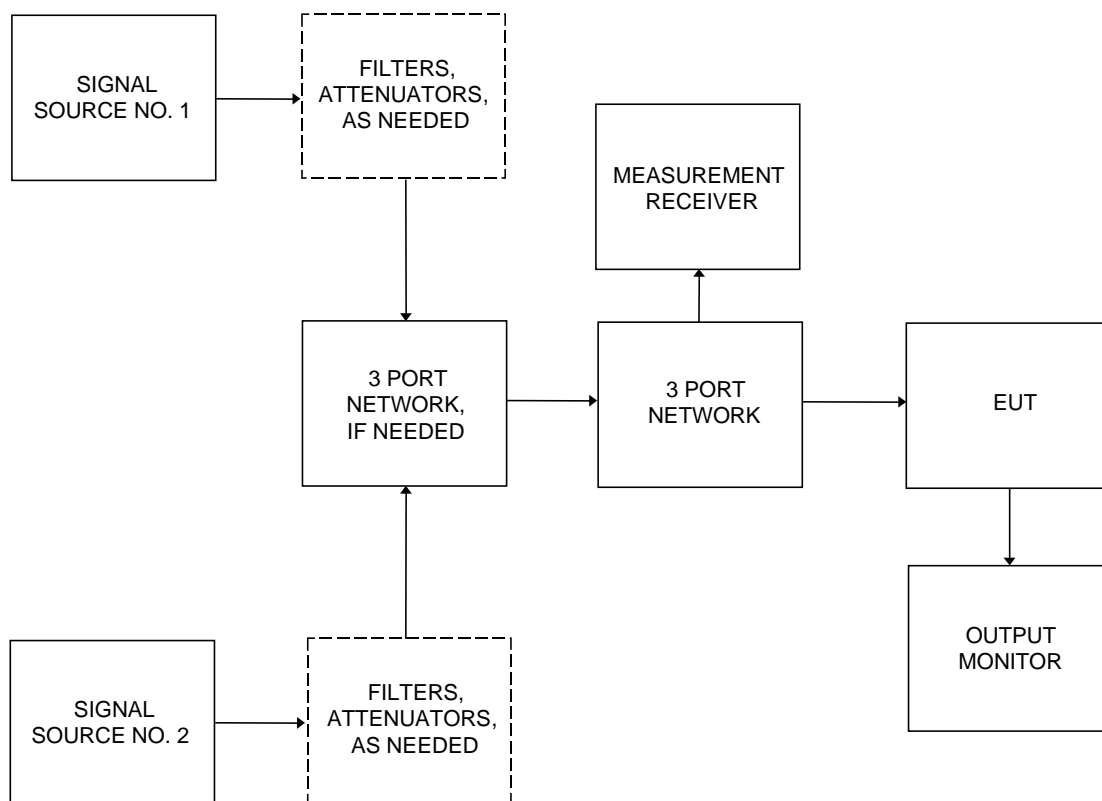 SIGNAL
SOURCE NO. 1
FILTERS,
ATTENUATORS,
AS NEEDED
MEASUREMENT
RECEIVER
3 PORT
NETWORK,
IF NEEDED
3 PORT
NETWORK
EUT
OUTPUT
MONITOR
SIGNAL
SOURCE NO. 2
FILTERS,
ATTENUATORS,
AS NEEDED